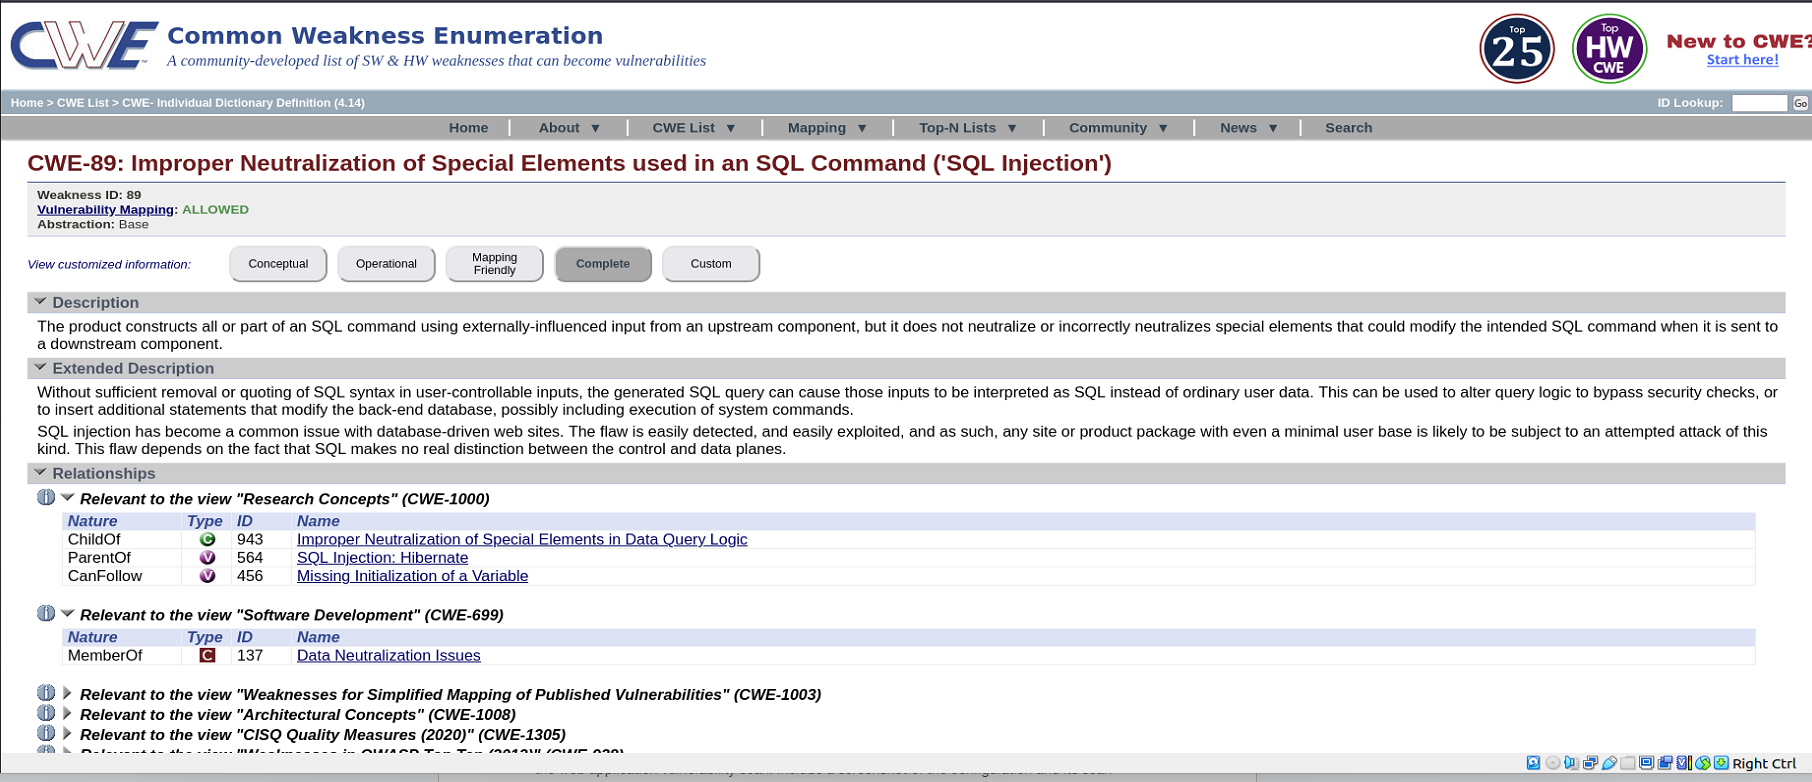 CWE Common Weakness Enumeration
A community-developed list of SW & HW weaknesses that can become vulnerabilities
Top 25
Top HW CWE
New to CWE?
Start here!
Home > CWE List > CWE- Individual Dictionary Definition (4.14)
ID Lookup: Go
Home About ▼ CWE List ▼ Mapping ▼ Top-N Lists ▼ Community ▼ News ▼ Search
CWE-89: Improper Neutralization of Special Elements used in an SQL Command ('SQL Injection')
Weakness ID: 89
Vulnerability Mapping: ALLOWED
Abstraction: Base
View customized information: Conceptual Operational Mapping Friendly Complete Custom
Description
The product constructs all or part of an SQL command using externally-influenced input from an upstream component, but it does not neutralize or incorrectly neutralizes special elements that could modify the intended SQL command when it is sent to
a downstream component.
Extended Description
Without sufficient removal or quoting of SQL syntax in user-controllable inputs, the generated SQL query can cause those inputs to be interpreted as SQL instead of ordinary user data. This can be used to alter query logic to bypass security checks, or
to insert additional statements that modify the back-end database, possibly including execution of system commands.
SQL injection has become a common issue with database-driven web sites. The flaw is easily detected, and easily exploited, and as such, any site or product package with even a minimal user base is likely to be subject to an attempted attack of this
kind. This flaw depends on the fact that SQL makes no real distinction between the control and data planes.
Relationships
Relevant to the view "Research Concepts" (CWE-1000)
Nature Type ID Name
ChildOf C 943 Improper Neutralization of Special Elements in Data Query Logic
ParentOf V 564 SQL Injection: Hibernate
CanFollow V 456 Missing Initialization of a Variable
Relevant to the view "Software Development" (CWE-699)
Nature Type ID Name
MemberOf C 137 Data Neutralization Issues
Relevant to the view "Weaknesses for Simplified Mapping of Published Vulnerabilities" (CWE-1003)
Relevant to the view "Architectural Concepts" (CWE-1008)
Relevant to the view "CISQ Quality Measures (2020)" (CWE-1305)
Right Ctrl